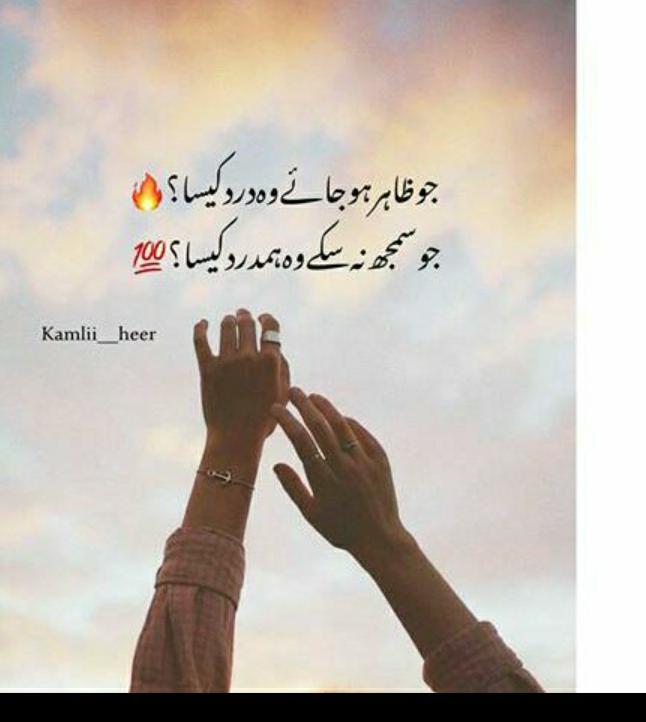 جو ظاہر ہو جائے وہ درد کیسا؟🔥
جو سمجھ نہ سکے وہ ہمدرد کیسا؟💯
Kamlii__heer